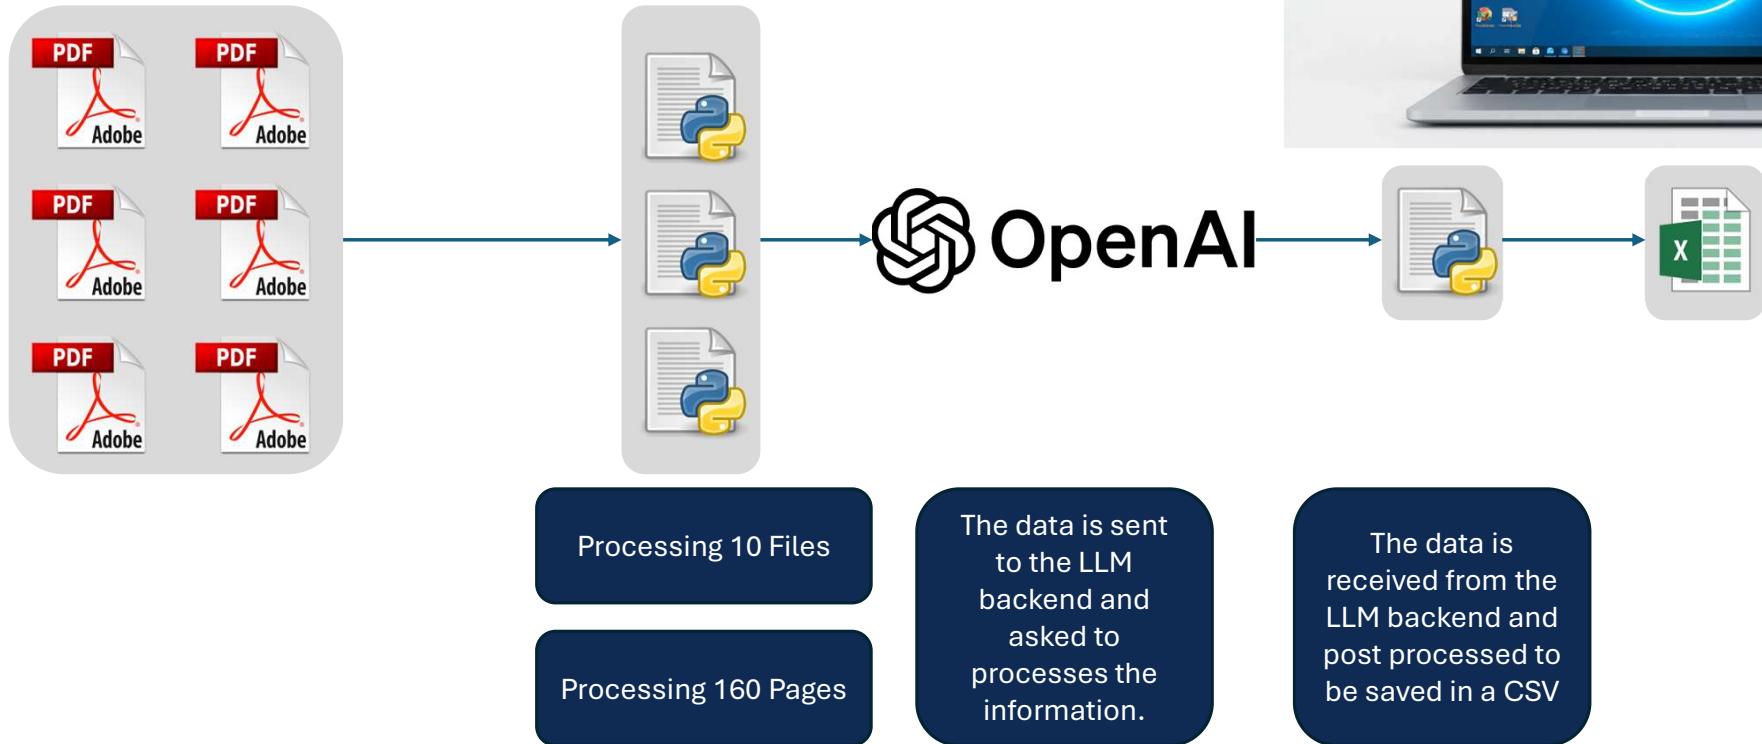 PDF
Adobe
PDF
Adobe
PDF
Adobe
PDF
Adobe
PDF
Adobe
PDF
Adobe
OpenAI
X
Processing 10 Files
Processing 160 Pages
The data is sent
to the LLM
backend and
asked to
processes the
information.
The data is
received from the
LLM backend and
post processed to
be saved in a CSV